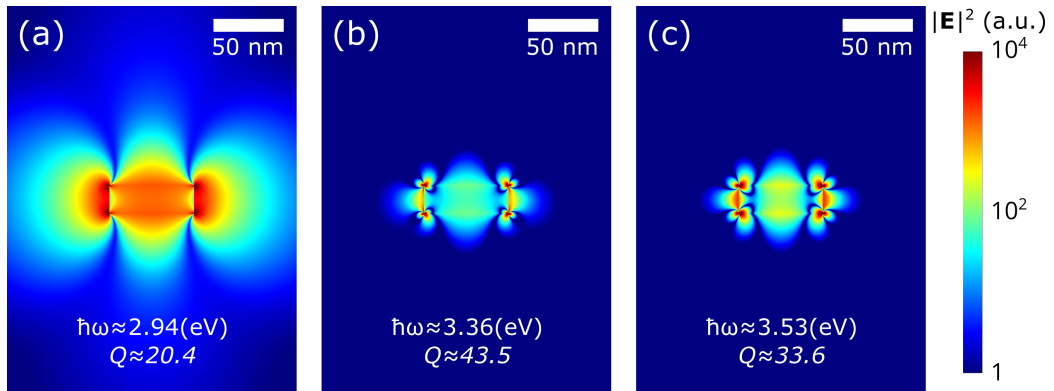 (a)
50 nm
ħω≈2.94(eV)
Q≈20.4
(b)
50 nm
ħω≈3.36(eV)
Q≈43.5
(c)
50 nm
ħω≈3.53(eV)
Q≈33.6
|E|² (a.u.)
10⁴
10²
1